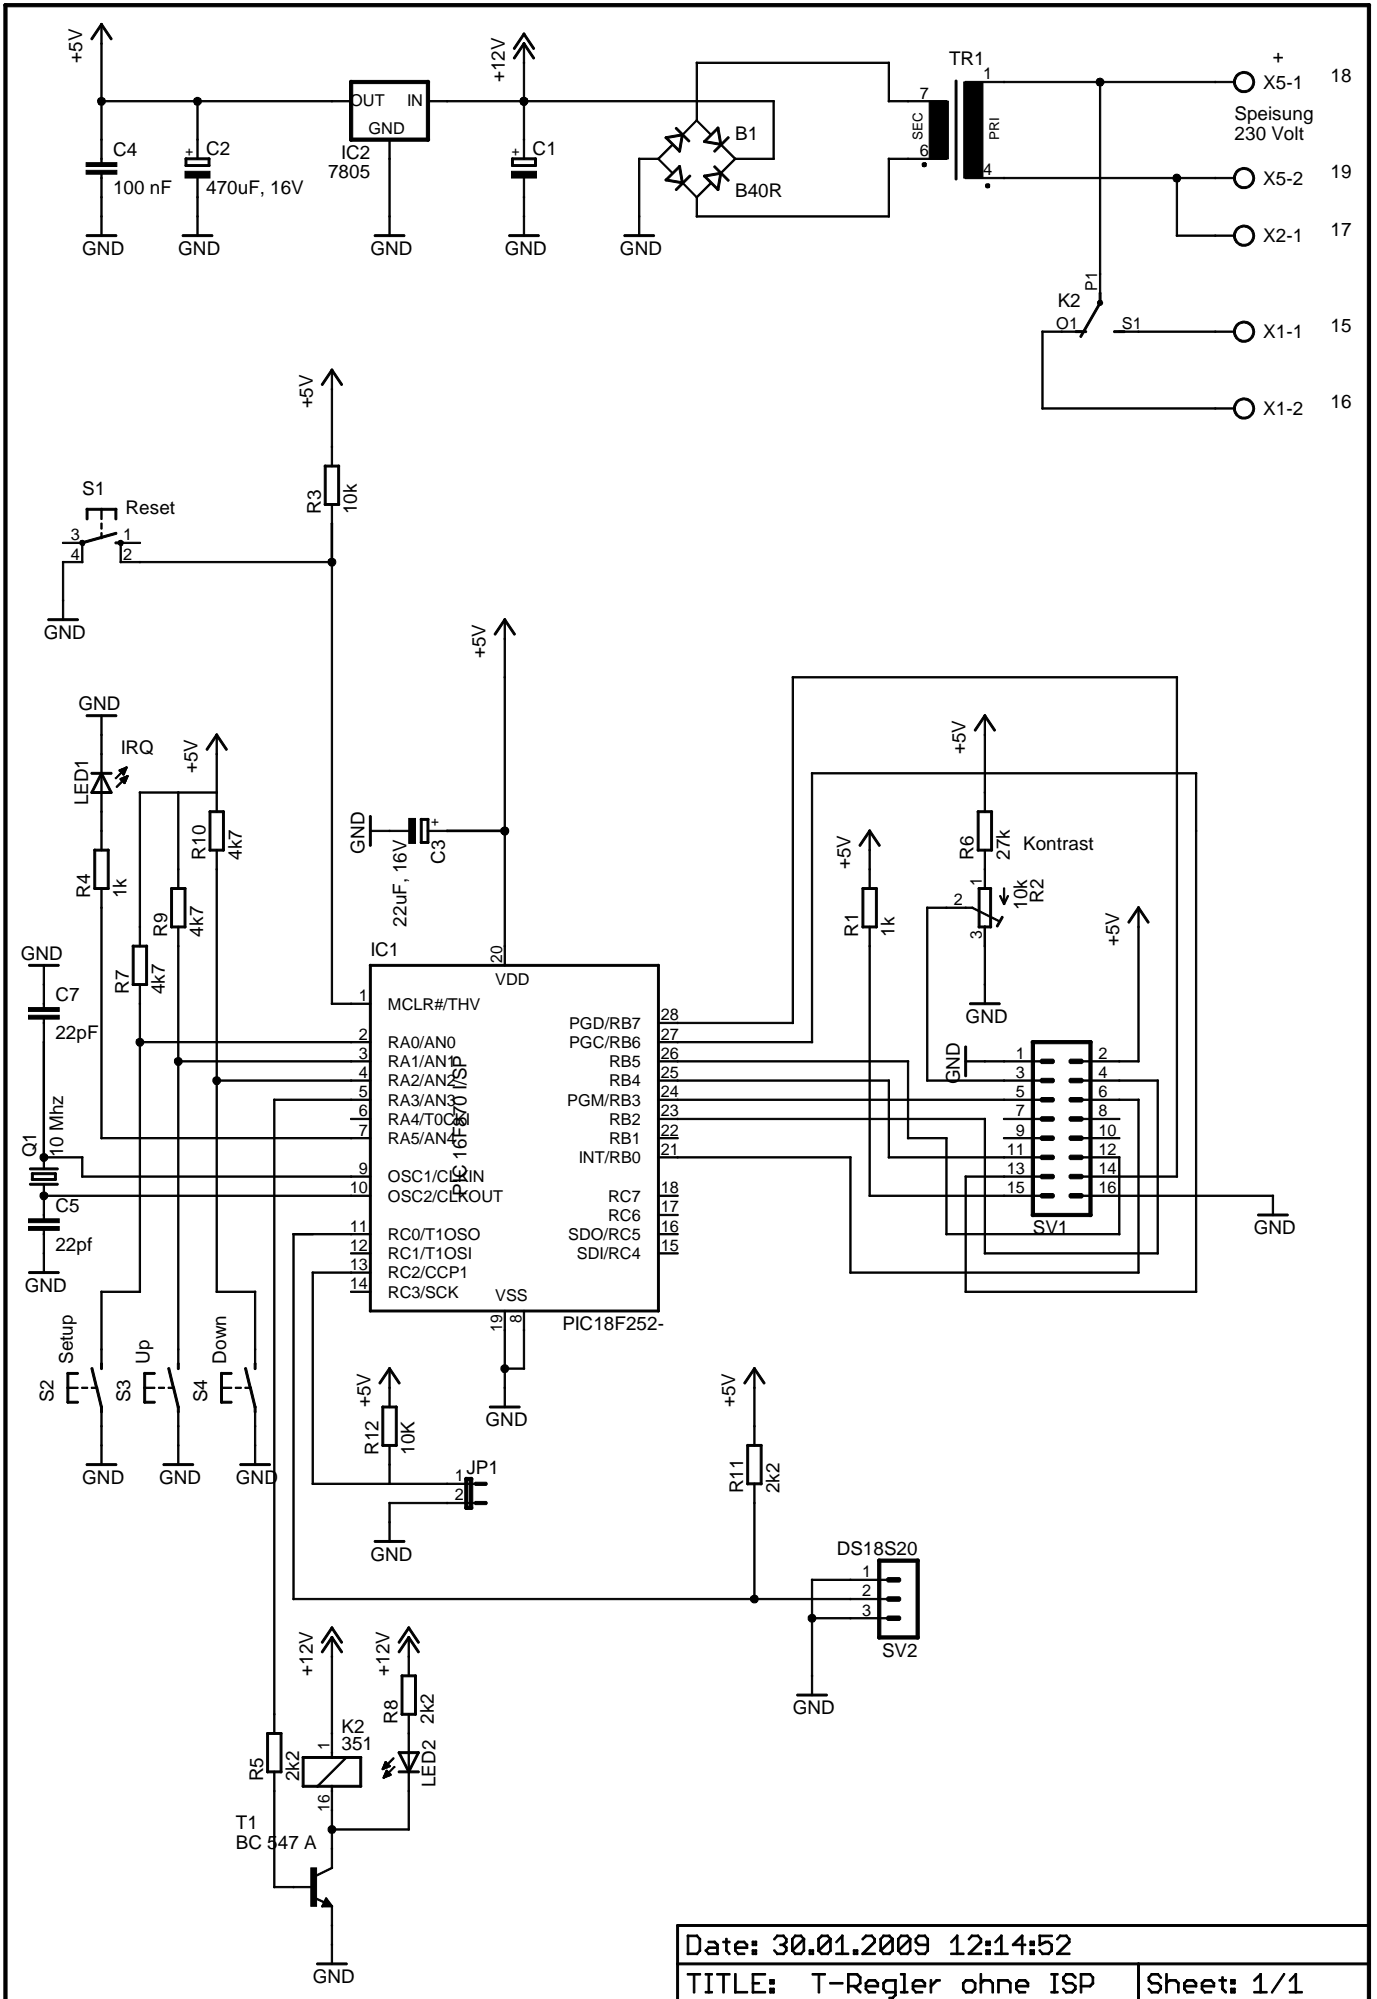 +5V
+12V
TR1
1
+
X5-1
18
OUT
IN
GND
7
SEC
PRI
Speisung
230 Volt
C4
C2
+
IC2
7805
C1
+
B1
6
4
X5-2
19
100 nF
470uF, 16V
B40R
GND
GND
GND
GND
GND
X2-1
17
P1
K2
O1
S1
X1-1
15
X1-2
16
+5V
S1
Reset
R3
10k
3
1
4
2
GND
+5V
GND
IRQ
LED1
+5V
+5V
R10
4k7
GND
+
C3
22uF, 16V
+5V
R6
27k
Kontrast
R4
1k
R9
4k7
R1
1k
1
2
3
10k
R2
+5V
GND
R7
4k7
IC1
20
VDD
C7
22pF
GND
1
MCLR#/THV
2
RA0/AN0
3
RA1/AN1
4
RA2/AN2
5
RA3/AN3
6
RA4/T0CKI
7
RA5/AN4
9
OSC1/CLKIN
10
OSC2/CLKOUT
11
RC0/T1OSO
12
RC1/T1OSI
13
RC2/CCP1
14
RC3/SCK
PIC 16F870 I/SP
PGD/RB7
28
PGC/RB6
27
RB5
26
RB4
25
PGM/RB3
24
RB2
23
RB1
22
INT/RB0
21
RC7
18
RC6
17
SDO/RC5
16
SDI/RC4
15
VSS
19
8
PIC18F252-
GND
1
2
3
4
5
6
7
8
9
10
11
12
13
14
15
16
SV1
GND
Q1
10 Mhz
C5
22pf
GND
S2
Setup
S3
Up
S4
Down
GND
GND
GND
+5V
R12
10K
GND
1
2
JP1
GND
+5V
R11
2k2
DS18S20
1
2
3
SV2
GND
+12V
+12V
R8
2k2
R5
2k2
K2
351
1
16
LED2
T1
BC 547 A
GND
Date: 30.01.2009 12:14:52
TITLE: T-Regler ohne ISP
Sheet: 1/1